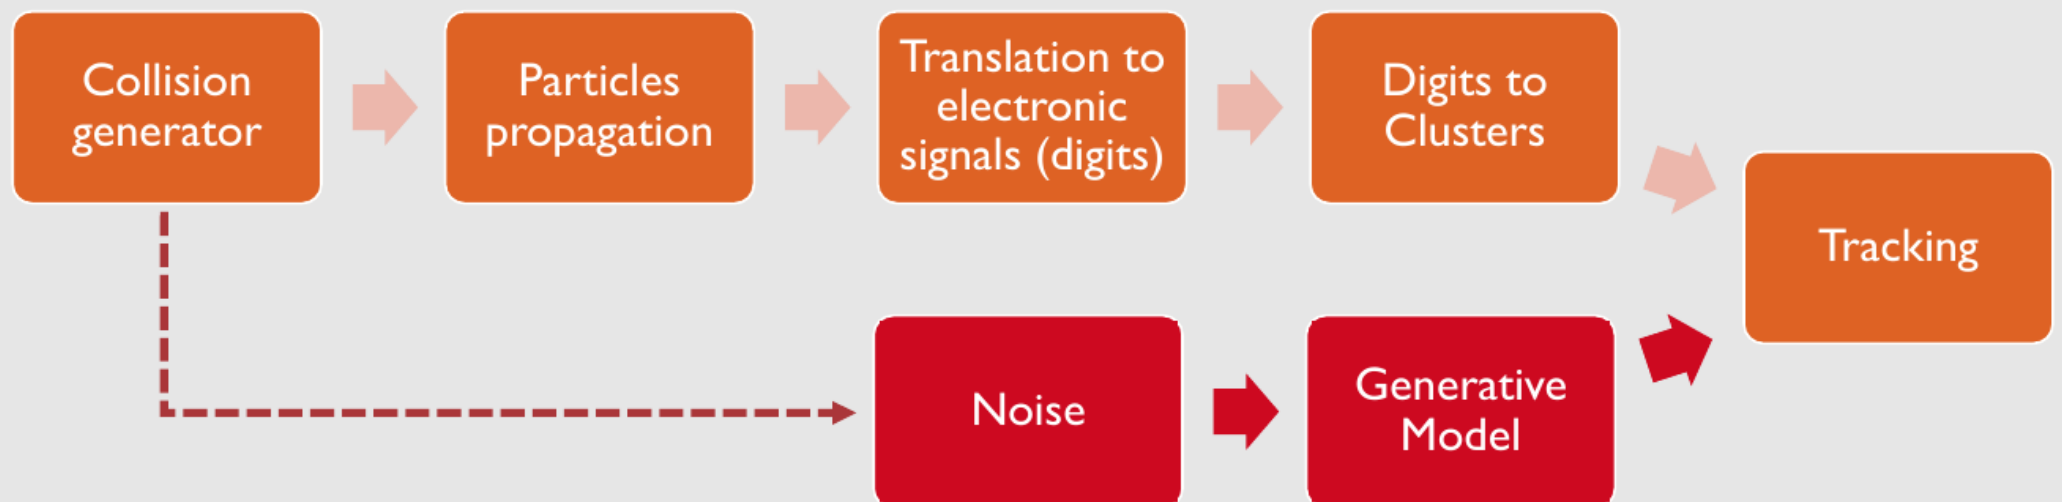 Collision
generator
Particles
propagation
Translation to
electronic
signals (digits)
Digits to
Clusters
Tracking
Noise
Generative
Model